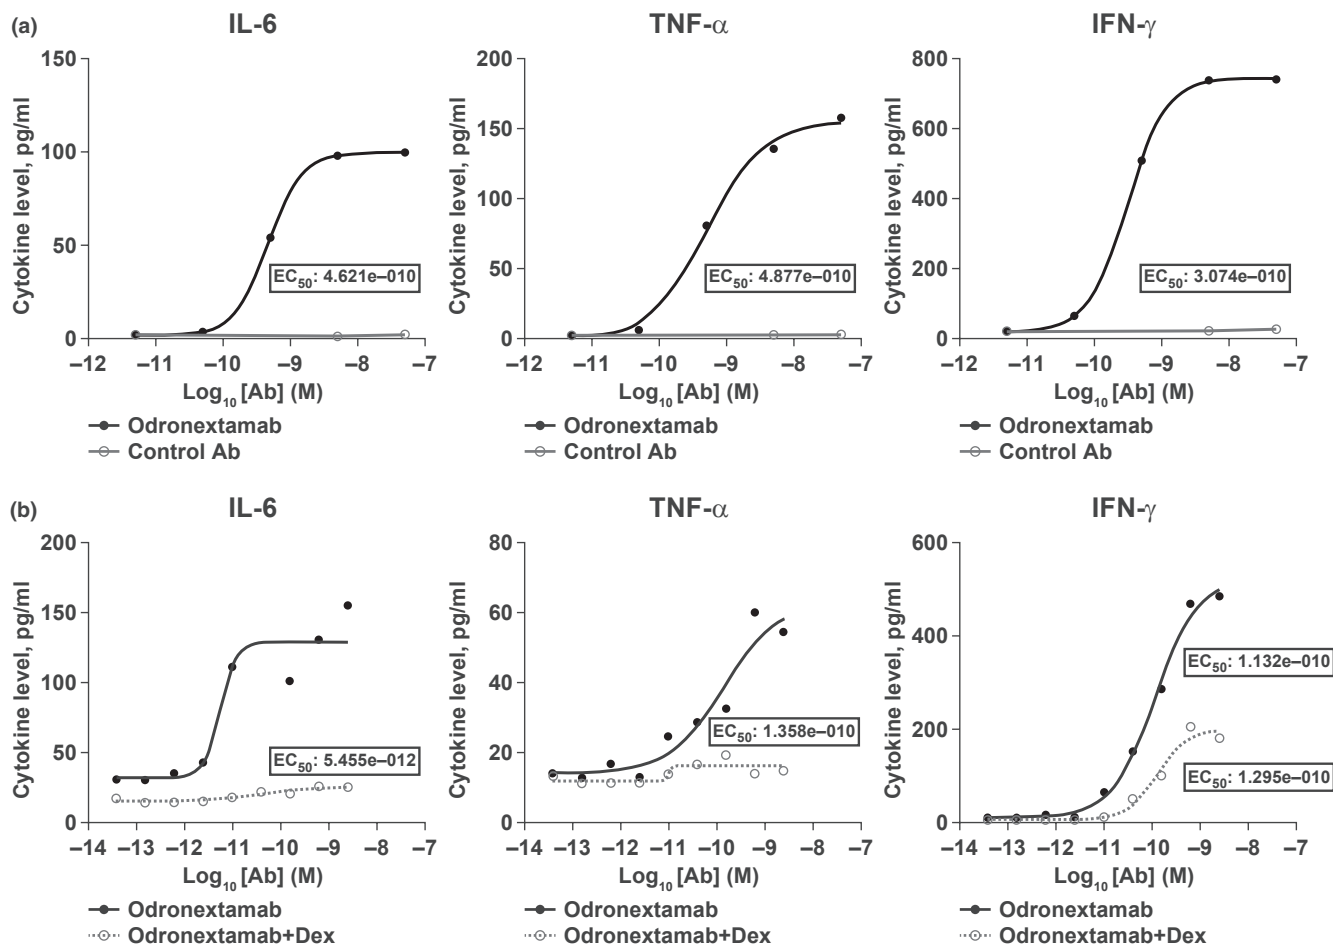 (a)
IL-6
TNF-α
IFN-γ
Cytokine level, pg/ml
150
100
50
0
EC50: 4.621e–010
–12 –11 –10 –9 –8 –7
Log10 [Ab] (M)
Odronextamab
Control Ab
Cytokine level, pg/ml
200
150
100
50
0
EC50: 4.877e–010
–12 –11 –10 –9 –8 –7
Log10 [Ab] (M)
Odronextamab
Control Ab
Cytokine level, pg/ml
800
600
400
200
0
EC50: 3.074e–010
–12 –11 –10 –9 –8 –7
Log10 [Ab] (M)
Odronextamab
Control Ab
(b)
IL-6
TNF-α
IFN-γ
Cytokine level, pg/ml
200
150
100
50
0
EC50: 5.455e–012
–14 –13 –12 –11 –10 –9 –8 –7
Log10 [Ab] (M)
Odronextamab
Odronextamab+Dex
Cytokine level, pg/ml
80
60
40
20
0
EC50: 1.358e–010
–14 –13 –12 –11 –10 –9 –8 –7
Log10 [Ab] (M)
Odronextamab
Odronextamab+Dex
Cytokine level, pg/ml
600
400
200
0
EC50: 1.132e–010
EC50: 1.295e–010
–14 –13 –12 –11 –10 –9 –8 –7
Log10 [Ab] (M)
Odronextamab
Odronextamab+Dex